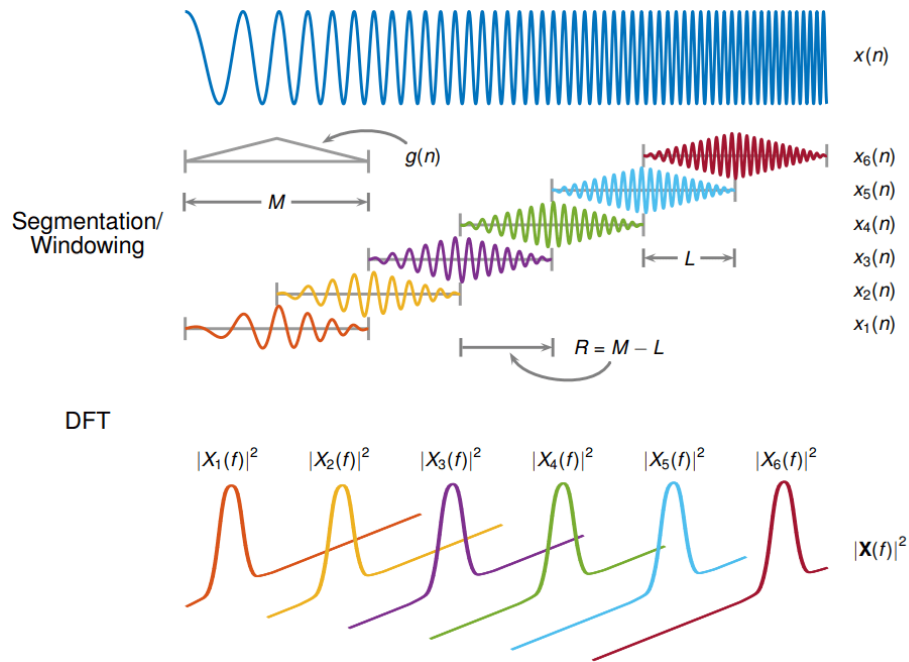 x(n)
g(n)
x₆(n)
x₅(n)
M
Segmentation/
Windowing
x₄(n)
x₃(n)
L
x₂(n)
x₁(n)
R = M − L
DFT
|X₁(f)|² |X₂(f)|² |X₃(f)|² |X₄(f)|² |X₅(f)|² |X₆(f)|²
|X(f)|²